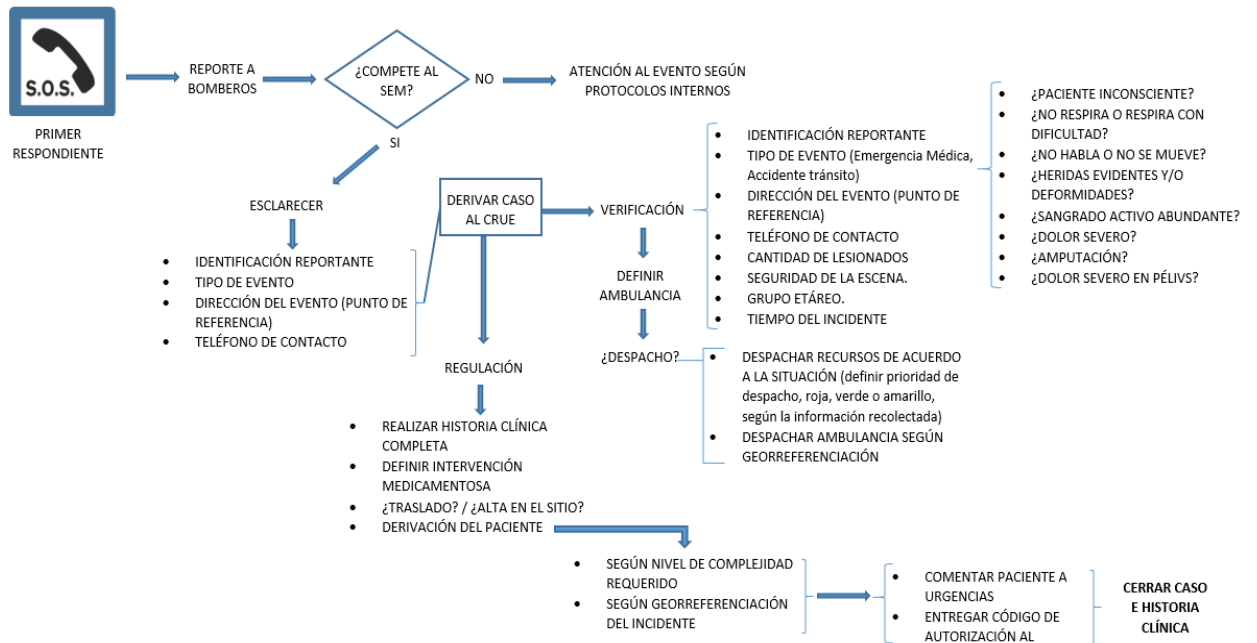 S.O.S.
PRIMER
RESPONDIENTE
REPORTE A
BOMBEROS
¿COMPETE AL
SEM?
NO
ATENCIÓN AL EVENTO SEGÚN
PROTOCOLOS INTERNOS
SI
ESCLARECER
• IDENTIFICACIÓN REPORTANTE
• TIPO DE EVENTO
• DIRECCIÓN DEL EVENTO (PUNTO DE
REFERENCIA)
• TELÉFONO DE CONTACTO
DERIVAR CASO
AL CRUE
VERIFICACIÓN
• IDENTIFICACIÓN REPORTANTE
• TIPO DE EVENTO (Emergencia Médica,
Accidente tránsito)
• DIRECCIÓN DEL EVENTO (PUNTO DE
REFERENCIA)
• TELÉFONO DE CONTACTO
• CANTIDAD DE LESIONADOS
• SEGURIDAD DE LA ESCENA.
• GRUPO ETÁREO.
• TIEMPO DEL INCIDENTE
• ¿PACIENTE INCONSCIENTE?
• ¿NO RESPIRA O RESPIRA CON
DIFICULTAD?
• ¿NO HABLA O NO SE MUEVE?
• ¿HERIDAS EVIDENTES Y/O
DEFORMIDADES?
• ¿SANGRADO ACTIVO ABUNDANTE?
• ¿DOLOR SEVERO?
• ¿AMPUTACIÓN?
• ¿DOLOR SEVERO EN PÉLIVS?
DEFINIR
AMBULANCIA
¿DESPACHO?
• DESPACHAR RECURSOS DE ACUERDO
A LA SITUACIÓN (definir prioridad de
despacho, roja, verde o amarillo,
según la información recolectada)
• DESPACHAR AMBULANCIA SEGÚN
GEORREFERENCIACIÓN
REGULACIÓN
• REALIZAR HISTORIA CLÍNICA
COMPLETA
• DEFINIR INTERVENCIÓN
MEDICAMENTOSA
• ¿TRASLADO? / ¿ALTA EN EL SITIO?
• DERIVACIÓN DEL PACIENTE
• SEGÚN NIVEL DE COMPLEJIDAD
REQUERIDO
• SEGÚN GEORREFERENCIACIÓN
DEL INCIDENTE
• COMENTAR PACIENTE A
URGENCIAS
• ENTREGAR CÓDIGO DE
AUTORIZACIÓN AL
CERRAR CASO
E HISTORIA
CLÍNICA